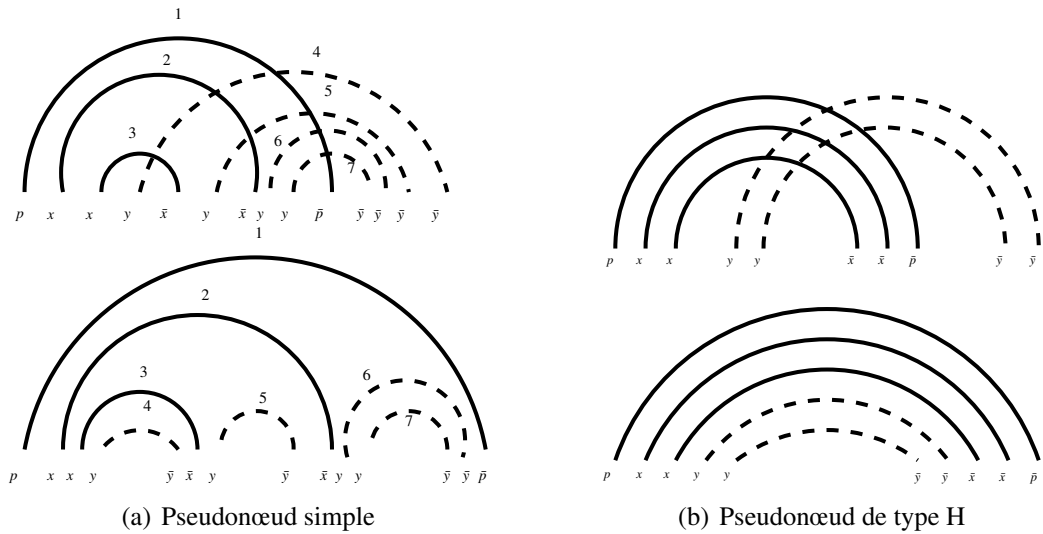 1
2
4
5
6
3
7
p x x y x̄ y x̄ y y p̄ ȳ ȳ ȳ ȳ
1
2
3
4
5
6
7
p x x y ȳ x̄ y ȳ x̄ y y ȳ ȳ p̄
(a) Pseudonœud simple
p x x y y x̄ x̄ p̄ ȳ ȳ
p x x y y ȳ ȳ x̄ x̄ p̄
(b) Pseudonœud de type H